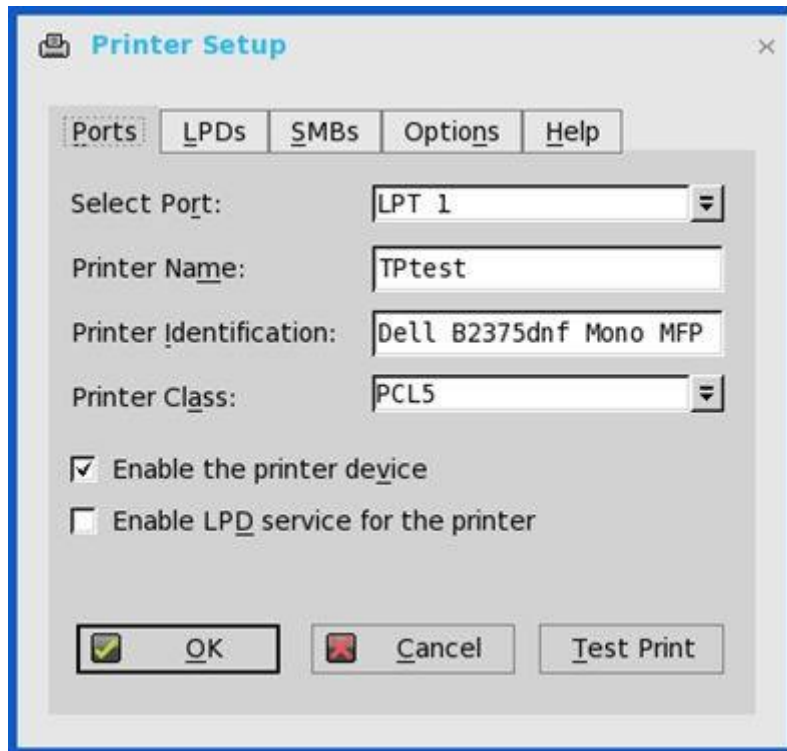 Printer Setup
Ports LPDs SMBs Options Help
Select Port: LPT 1
Printer Name: TPtest
Printer Identification: Dell B2375dnf Mono MFP
Printer Class: PCL5
Enable the printer device
Enable LPD service for the printer
OK Cancel Test Print